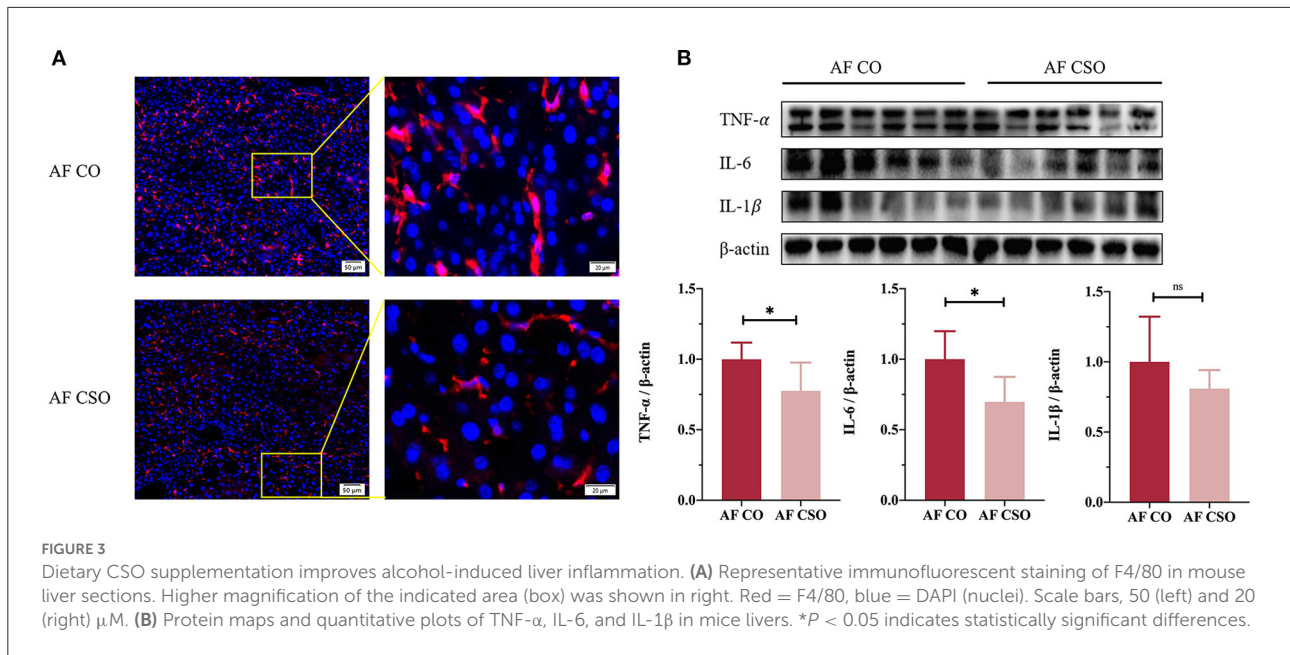 A
AF CO
50 μm
20 μm
AF CSO
50 μm
20 μm
B
AF CO AF CSO
TNF-α
IL-6
IL-1β
β-actin
TNF-α / β-actin
1.5
1.0
0.5
0.0
*
AF CO AF CSO
IL-6 / β-actin
1.5
1.0
0.5
0.0
*
AF CO AF CSO
IL-1β / β-actin
1.5
1.0
0.5
0.0
ns
AF CO AF CSO
FIGURE 3
Dietary CSO supplementation improves alcohol-induced liver inflammation. (A) Representative immunofluorescent staining of F4/80 in mouse
liver sections. Higher magnification of the indicated area (box) was shown in right. Red = F4/80, blue = DAPI (nuclei). Scale bars, 50 (left) and 20
(right) μM. (B) Protein maps and quantitative plots of TNF-α, IL-6, and IL-1β in mice livers. *P < 0.05 indicates statistically significant differences.